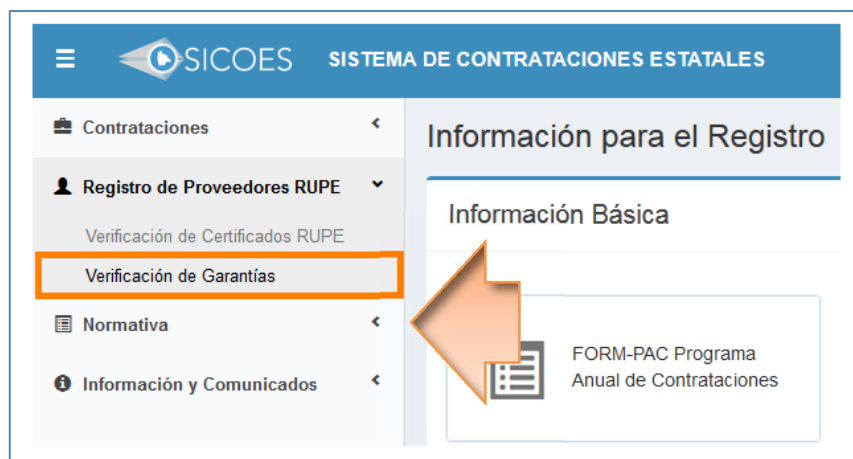 SICOES SISTEMA DE CONTRATACIONES ESTATALES
Contrataciones
Registro de Proveedores RUPE
Verificación de Certificados RUPE
Verificación de Garantías
Normativa
Información y Comunicados
Información para el Registro
Información Básica
FORM-PAC Programa
Anual de Contrataciones